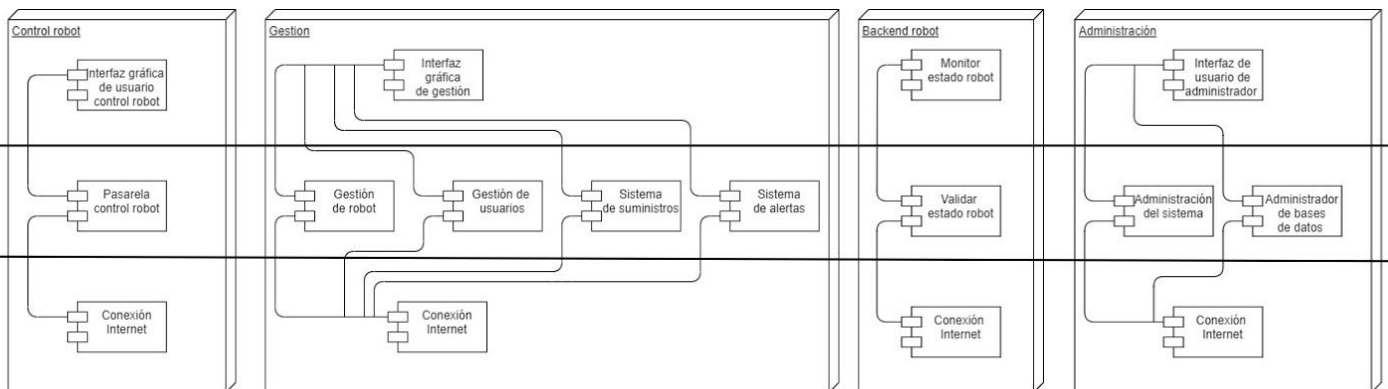 Control robot
Interfaz gráfica
de usuario
control robot
Pasarela
control robot
Conexión
Internet
Gestion
Interfaz
gráfica
de gestión
Gestión
de robot
Gestión de
usuarios
Sistema
de suministros
Sistema
de alertas
Conexión
Internet
Backend robot
Monitor
estado robot
Validar
estado robot
Conexión
Internet
Administración
Interfaz de
usuario de
administrador
Administración
del sistema
Administrador
de bases
de datos
Conexión
Internet